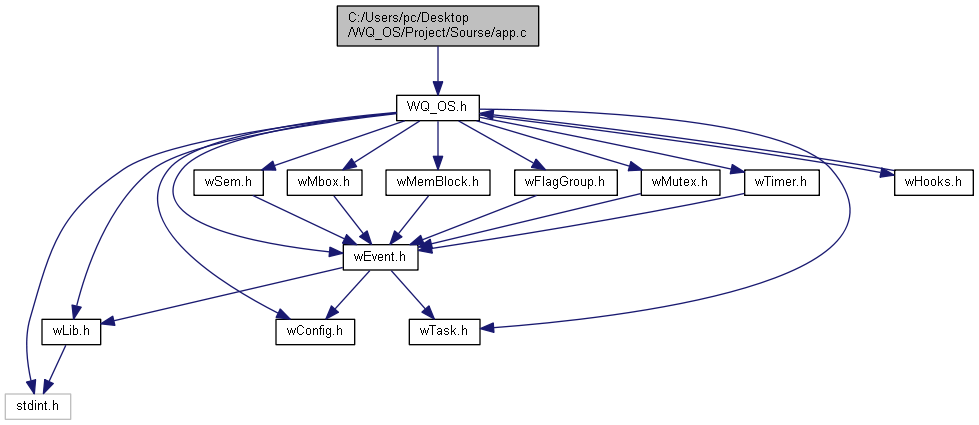 C:/Users/pc/Desktop
/WQ_OS/Project/Sourse/app.c
WQ_OS.h
wSem.h
wMbox.h
wMemBlock.h
wFlagGroup.h
wMutex.h
wTimer.h
wHooks.h
wEvent.h
wLib.h
wConfig.h
wTask.h
stdint.h